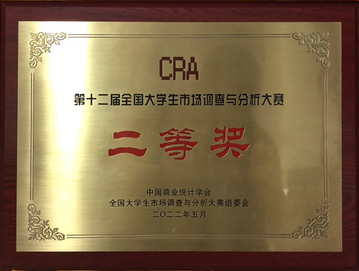 CRA
第十二届全国大学生市场调查与分析大赛
二等奖
中国商业统计学会
全国大学生市场调查与分析大赛组委会
二〇二二年五月